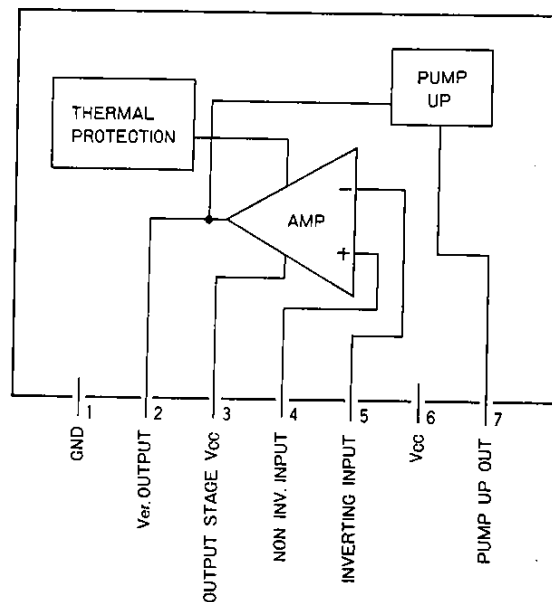 PUMP
UP
THERMAL
PROTECTION
AMP
−
+
1
2
3
4
5
6
7
GND
Ver. OUTPUT
OUTPUT STAGE Vcc
NON INV. INPUT
INVERTING INPUT
Vcc
PUMP UP OUT